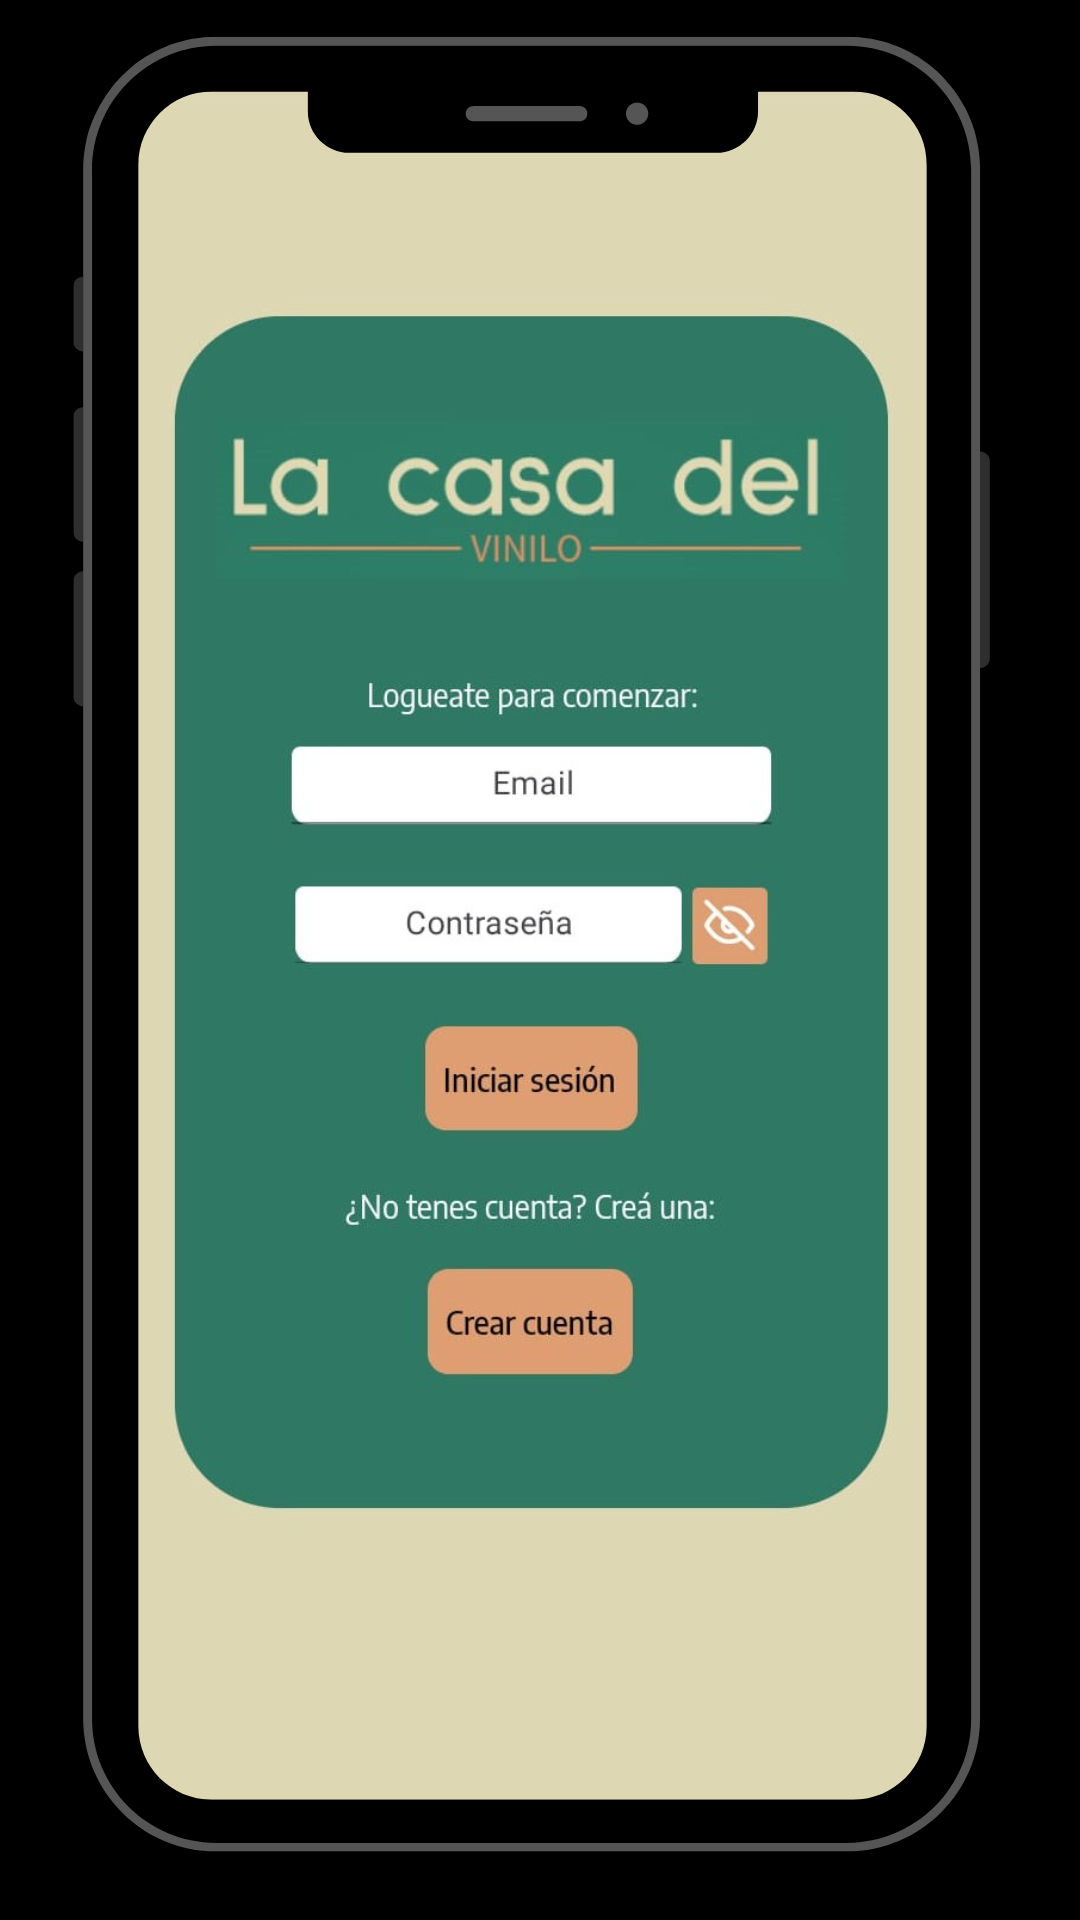 La casa del
VINILO
Logueate para comenzar:
Email
Contraseña
Iniciar sesión
¿No tenes cuenta? Creá una:
Crear cuenta